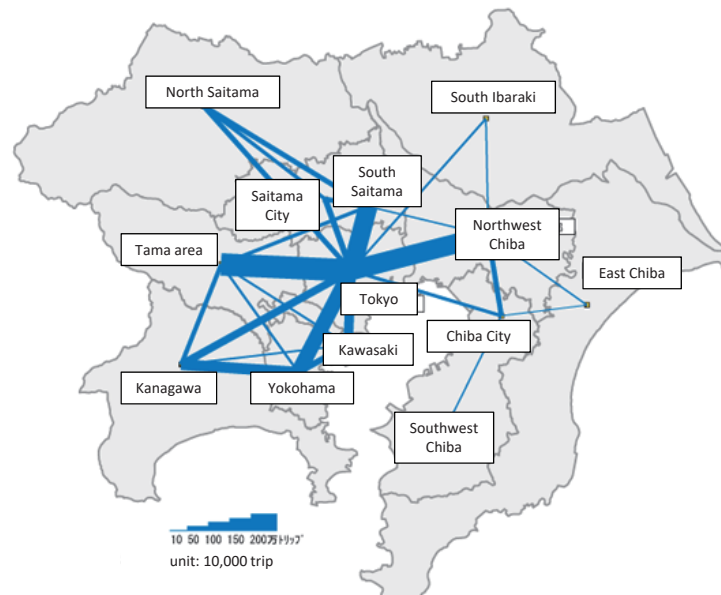 North Saitama
South Ibaraki
South
Saitama
Saitama
City
Northwest
Chiba
Tama area
East Chiba
Tokyo
Chiba City
Kawasaki
Kanagawa
Yokohama
Southwest
Chiba
10 50 100 150 200万トリップ
unit: 10,000 trip